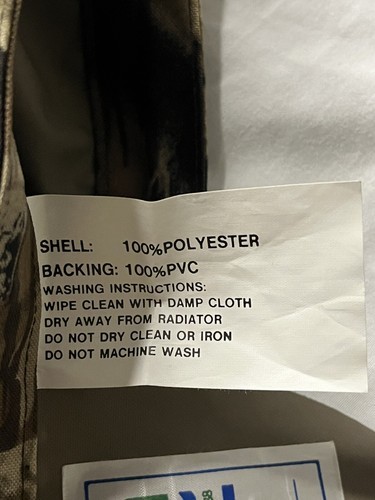 SHELL: 100%POLYESTER
BACKING: 100%PVC
WASHING INSTRUCTIONS:
WIPE CLEAN WITH DAMP CLOTH
DRY AWAY FROM RADIATOR
DO NOT DRY CLEAN OR IRON
DO NOT MACHINE WASH